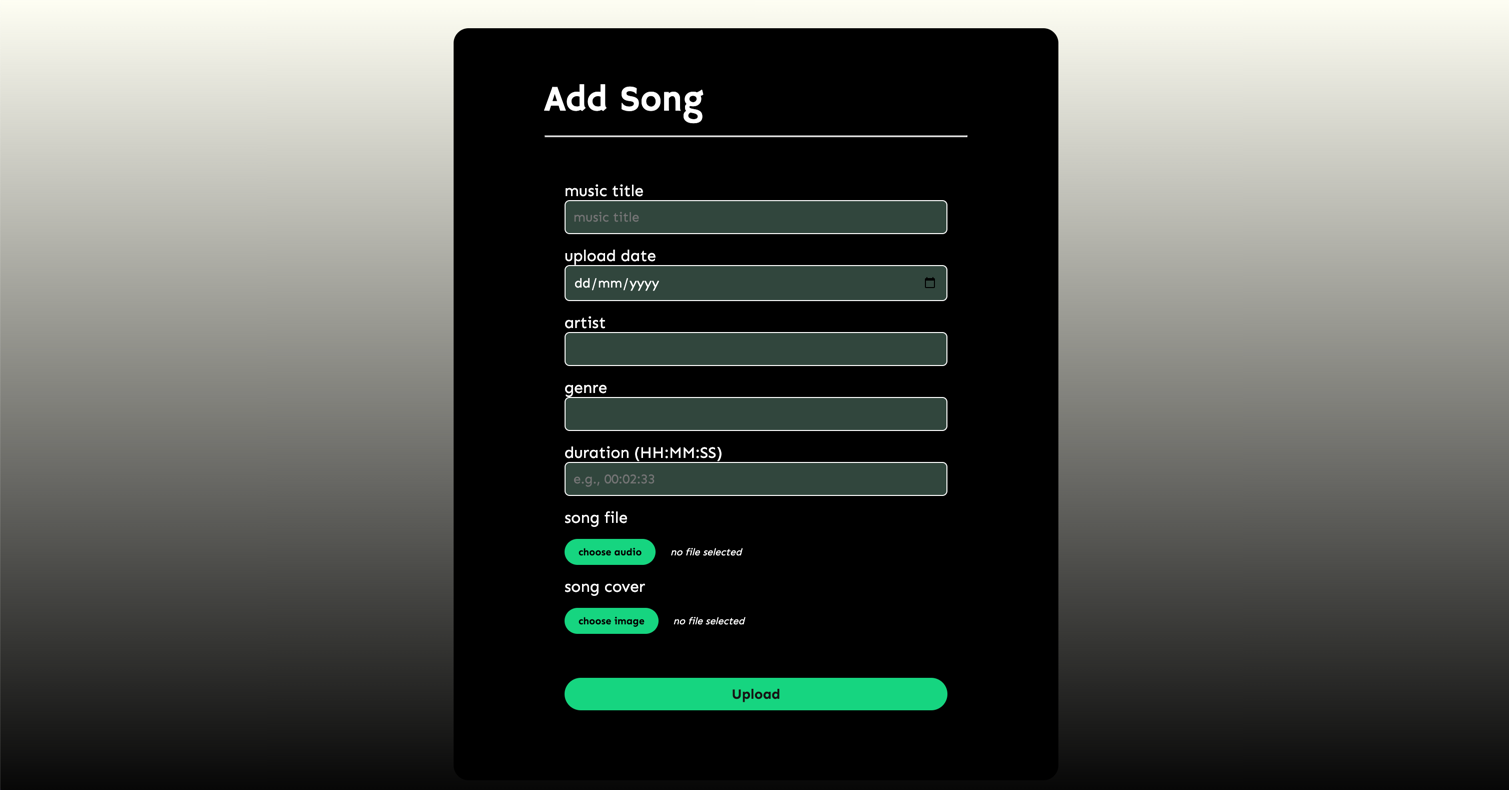 Add Song
music title
music title
upload date
dd/mm/yyyy
artist
genre
duration (HH:MM:SS)
e.g., 00:02:33
song file
choose audio no file selected
song cover
choose image no file selected
Upload